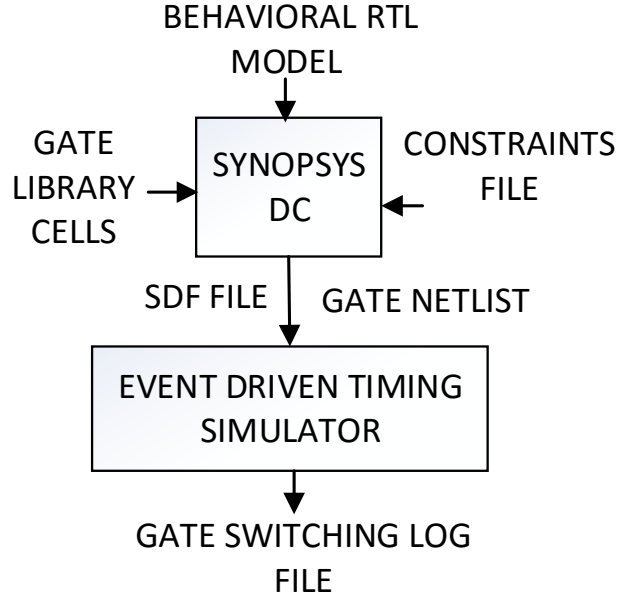 BEHAVIORAL RTL
MODEL
GATE
LIBRARY
CELLS
SYNOPSYS
DC
CONSTRAINTS
FILE
SDF FILE
GATE NETLIST
EVENT DRIVEN TIMING
SIMULATOR
GATE SWITCHING LOG
FILE